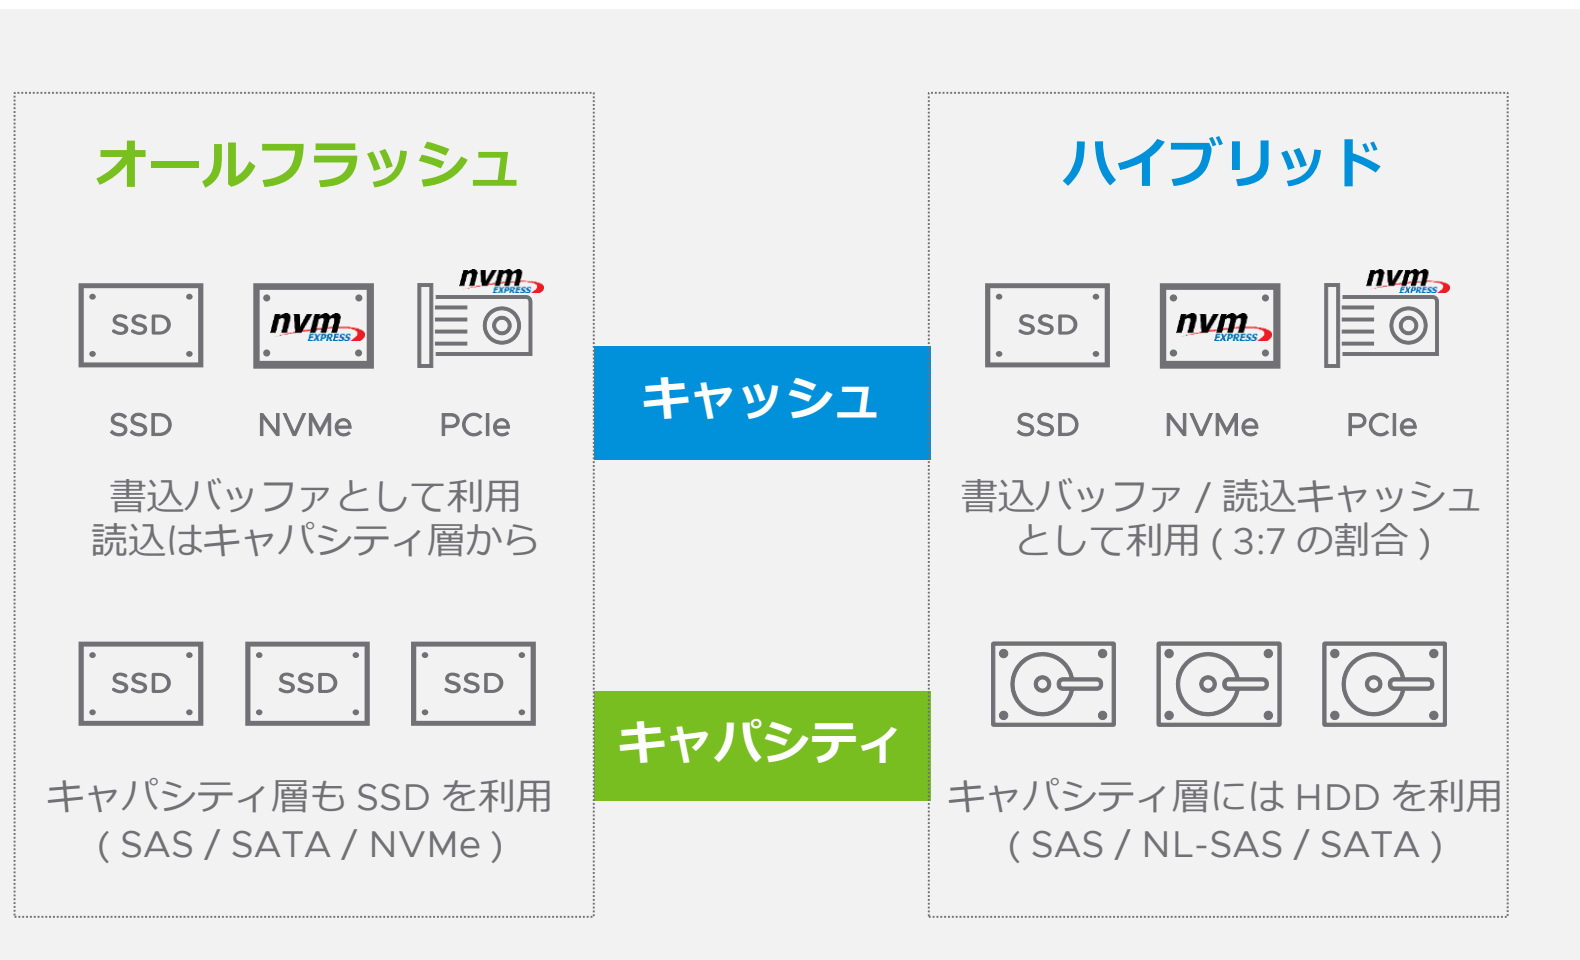 オールフラッシュ
SSD
nvm
EXPRESS
nvm
EXPRESS
SSD NVMe PCIe
書込バッファとして利用
読込はキャパシティ層から
SSD SSD SSD
キャパシティ層も SSD を利用
( SAS / SATA / NVMe )
キャッシュ
キャパシティ
ハイブリッド
SSD
nvm
EXPRESS
nvm
EXPRESS
SSD NVMe PCIe
書込バッファ / 読込キャッシュ
として利用 ( 3:7 の割合 )
キャパシティ層には HDD を利用
( SAS / NL-SAS / SATA )